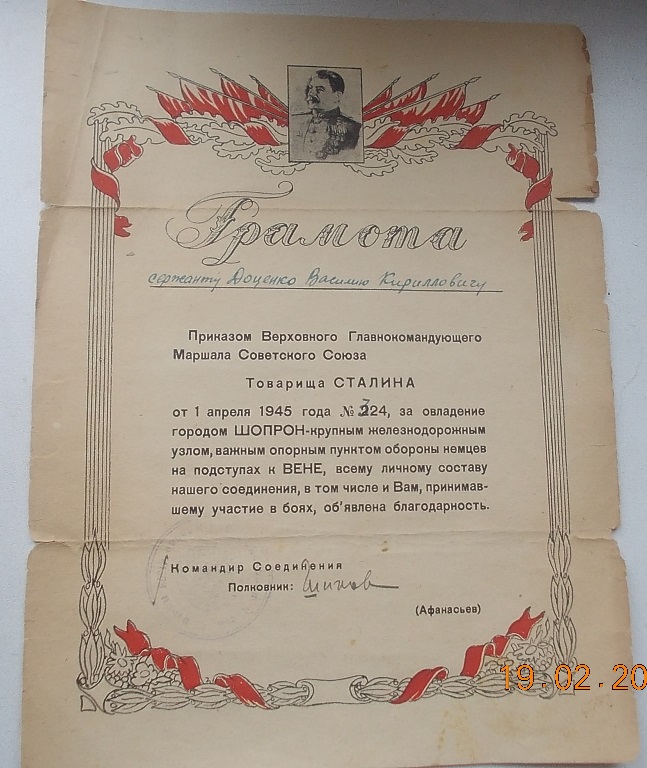 Грамота
сержанту Доценко Василию Кирилловичу
Приказом Верховного Главнокомандующего
Маршала Советского Союза
Товарища СТАЛИНА
от 1 апреля 1945 года № 324, за овладение
городом ШОПРОН-крупным железнодорожным
узлом, важным опорным пунктом обороны немцев
на подступах к ВЕНЕ, всему личному составу
нашего соединения, в том числе и Вам, принимав-
шему участие в боях, об'явлена благодарность.
Командир Соединения
Полковник:
(Афанасьев)
19.02.20